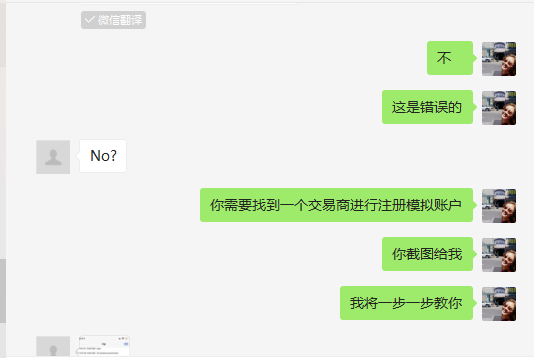 微信翻译
不
这是错误的
No?
你需要找到一个交易商进行注册模拟账户
你截图给我
我将一步一步教你